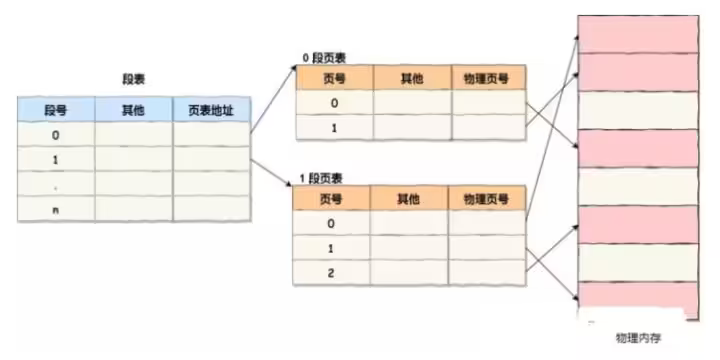 段表
段号 其他 页表地址
0
1
.
n
0 段页表
页号 其他 物理页号
0
1
1 段页表
页号 其他 物理页号
0
1
2
物理内存